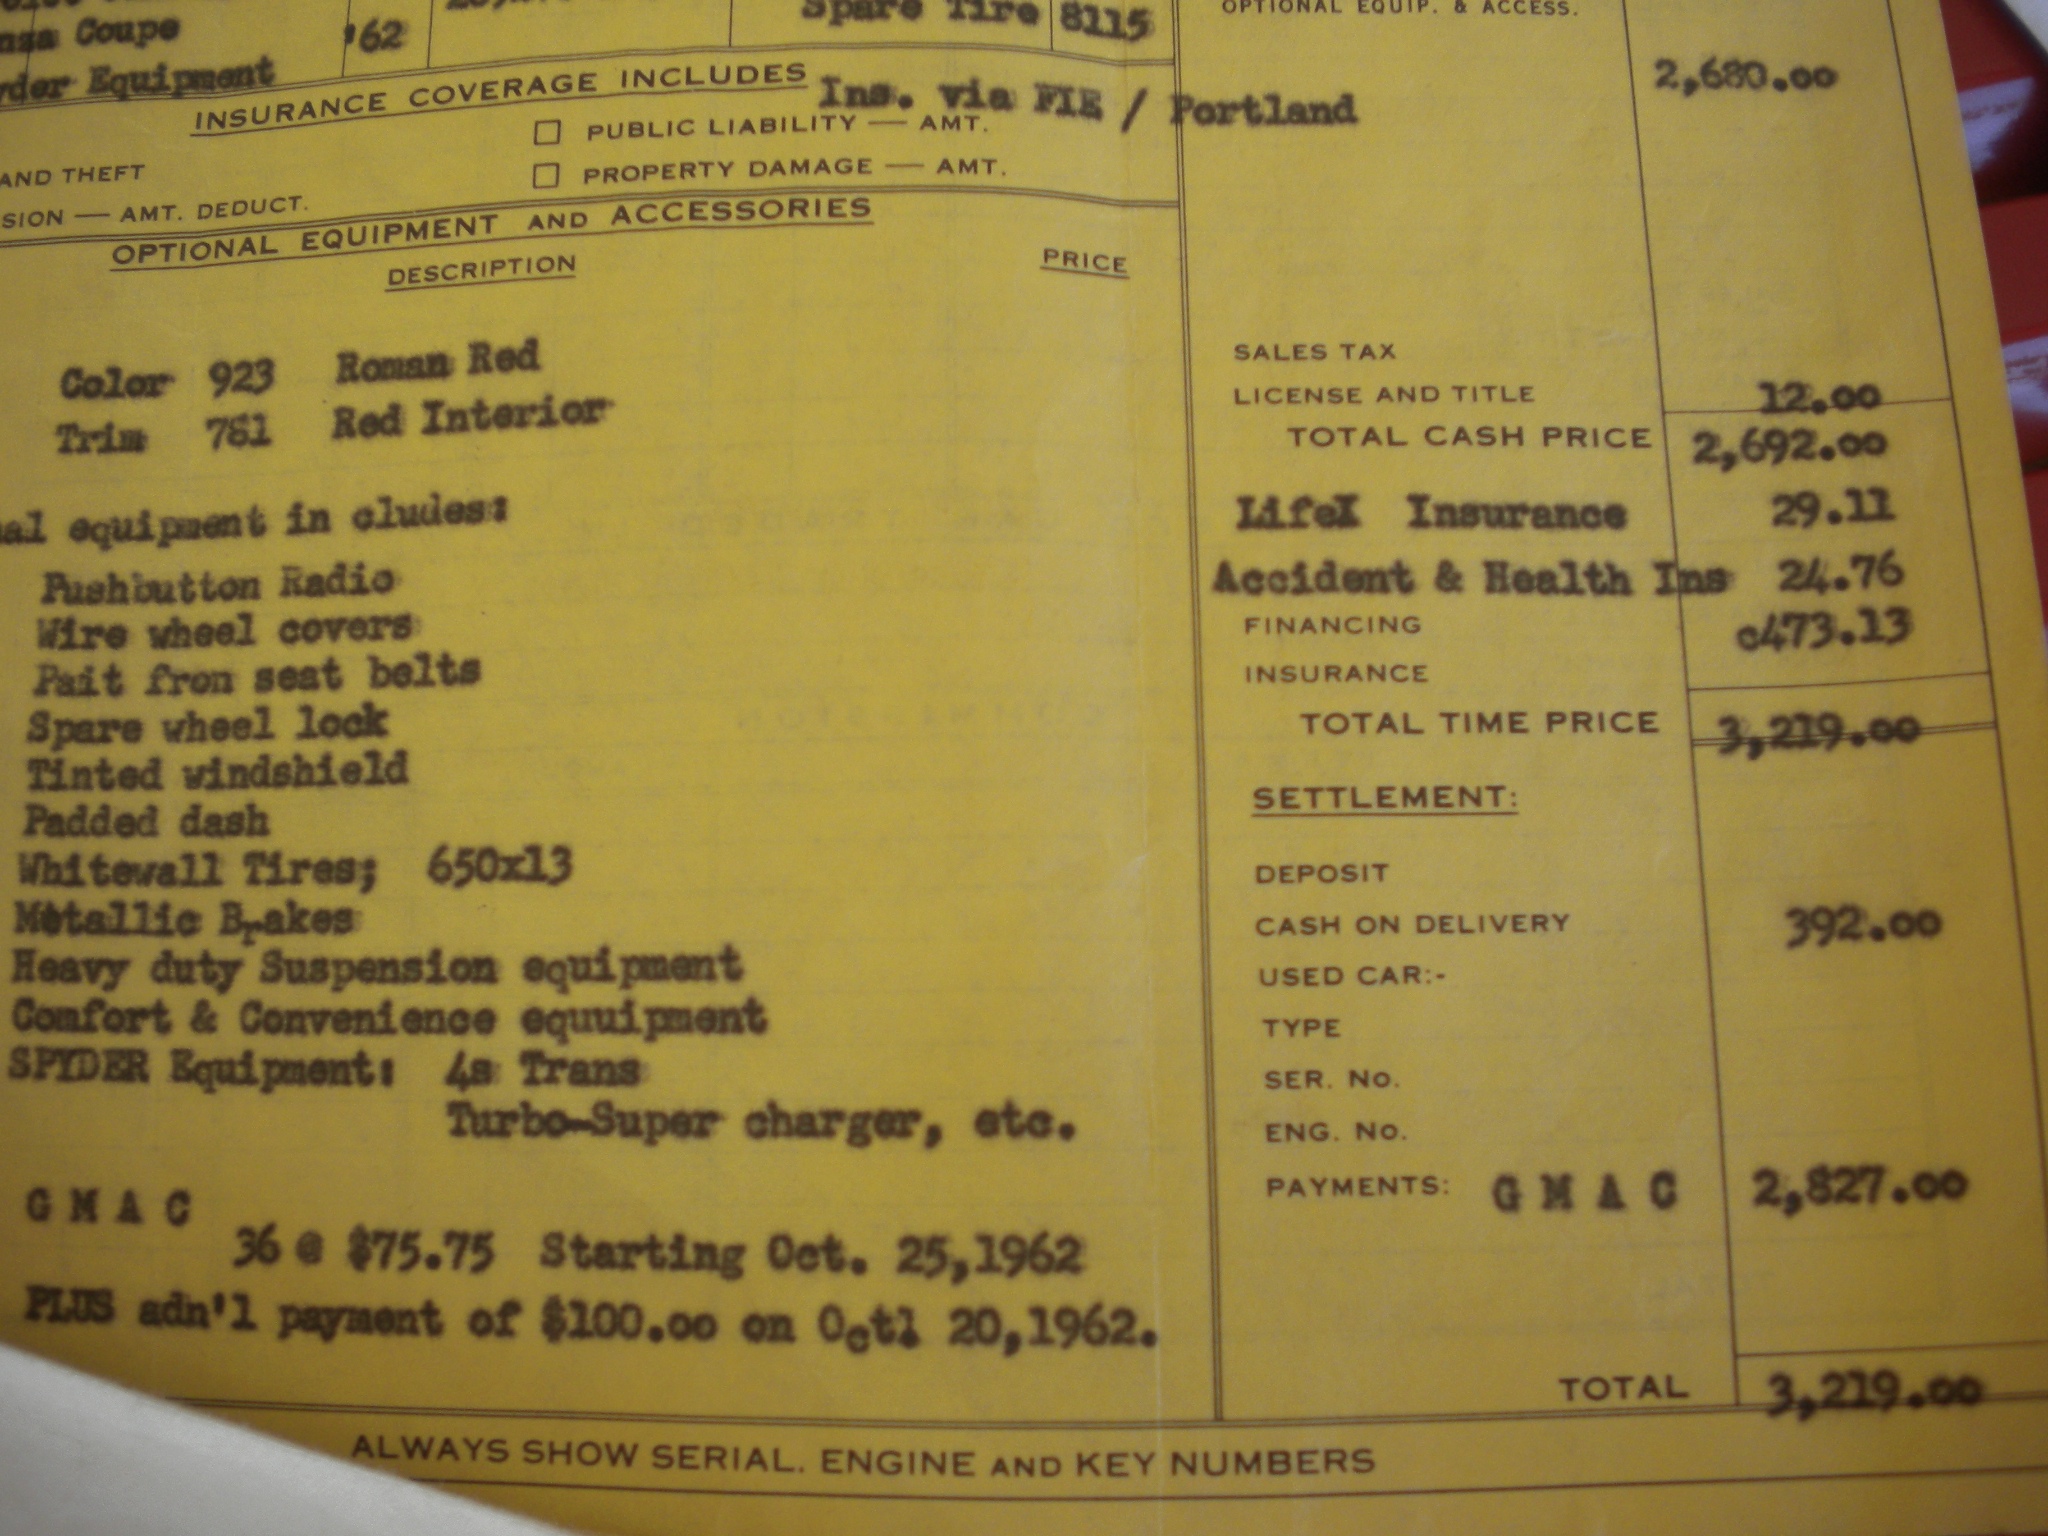 Spare Tire 8115
OPTIONAL EQUIP. & ACCESS.
Coupe '62
Equipment
2,680.00
INSURANCE COVERAGE INCLUDES Ins. via FIE / Portland
PUBLIC LIABILITY — AMT.
AND THEFT
PROPERTY DAMAGE — AMT.
SION — AMT. DEDUCT.
OPTIONAL EQUIPMENT AND ACCESSORIES
DESCRIPTION PRICE
Color 923 Roman Red
Trim 781 Red Interior
al equipment in cludes:
Pushbutton Radio
Wire wheel covers
Pait fron seat belts
Spare wheel lock
Tinted windshield
Padded dash
Whitewall Tires; 650x13
Metallic Brakes
Heavy duty Suspension equipment
Comfort & Convenience equuipment
SPYDER Equipment: 4s Trans
Turbo-Super charger, etc.
G M A C
36 @ $75.75 Starting Oct. 25,1962
PLUS adn'l payment of $100.00 on Octl 20,1962.
SALES TAX
LICENSE AND TITLE 12.00
TOTAL CASH PRICE 2,692.00
LifeX Insurance 29.11
Accident & Health Ins 24.76
FINANCING c473.13
INSURANCE
TOTAL TIME PRICE 3,219.00
SETTLEMENT:
DEPOSIT
CASH ON DELIVERY 392.00
USED CAR:-
TYPE
SER. No.
ENG. No.
PAYMENTS: G M A C 2,827.00
TOTAL 3,219.00
ALWAYS SHOW SERIAL. ENGINE AND KEY NUMBERS